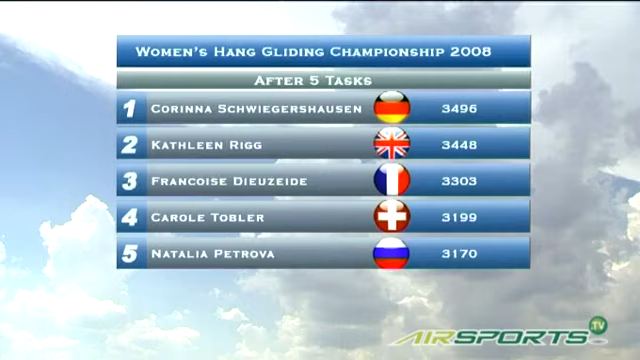 WOMEN'S HANG GLIDING CHAMPIONSHIP 2008
AFTER 5 TASKS
1 CORINNA SCHWIEGERSHAUSEN 3496
2 KATHLEEN RIGG 3448
3 FRANCOISE DIEUZEIDE 3303
4 CAROLE TOBLER 3199
5 NATALIA PETROVA 3170
AIRSPORTS.TV